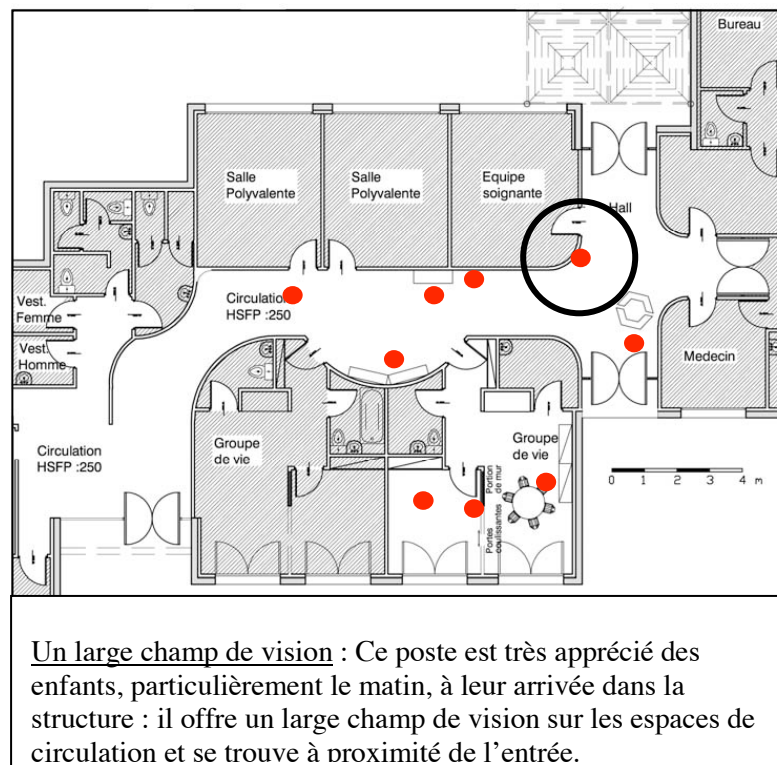 Bureau
Salle
Polyvalente
Salle
Polyvalente
Equipe
soignante
Hall
Vest.
Femme
Circulation
HSFP :250
Vest.
Homme
Medecin
Circulation
HSFP :250
Groupe
de vie
Groupe
de vie
Portion
de mur
Portes
coulissantes
0 1 2 3 4 m
Un large champ de vision : Ce poste est très apprécié des
enfants, particulièrement le matin, à leur arrivée dans la
structure : il offre un large champ de vision sur les espaces de
circulation et se trouve à proximité de l’entrée.